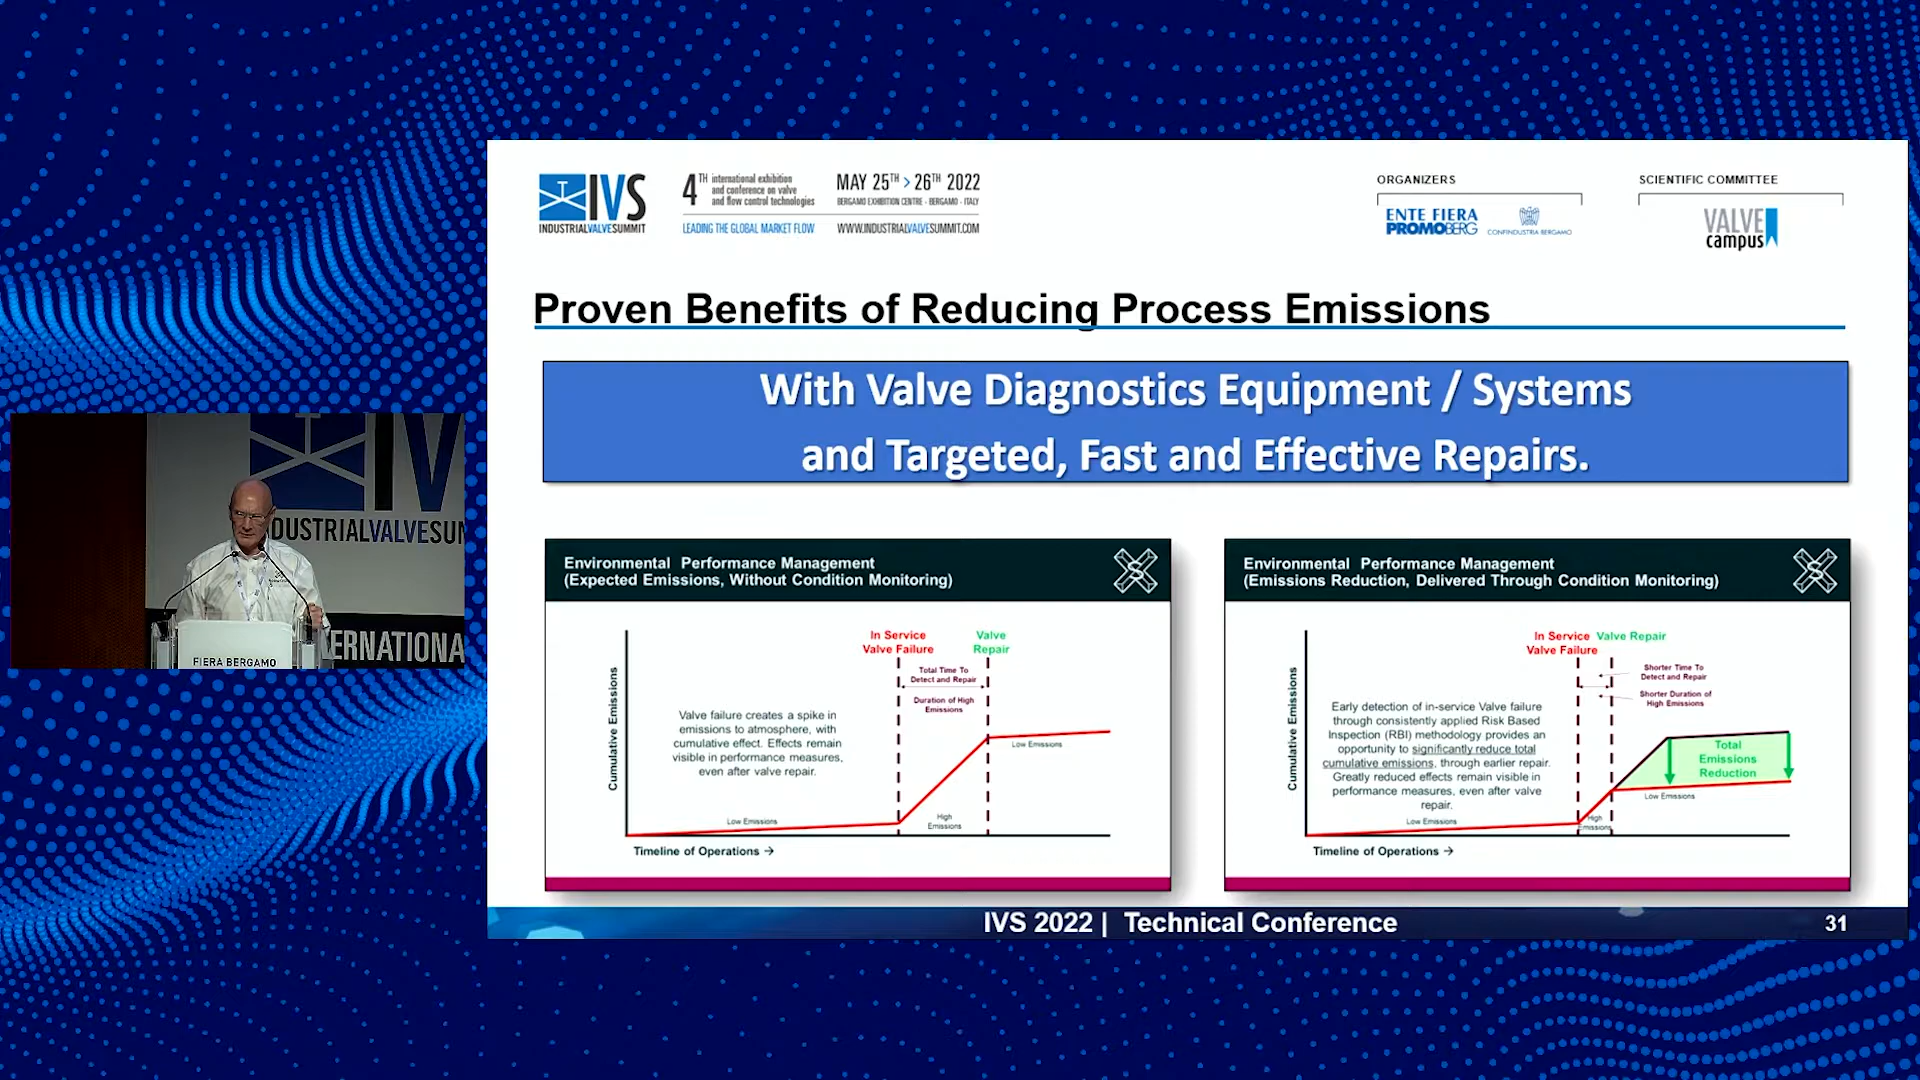 IVS
INDUSTRIALVALVESUMMIT
4TH international exhibition
and conference on valve
and flow control technologies
LEADING THE GLOBAL MARKET FLOW
MAY 25TH > 26TH 2022
BERGAMO EXHIBITION CENTRE - BERGAMO - ITALY
WWW.INDUSTRIALVALVESUMMIT.COM
ORGANIZERS
ENTE FIERA
PROMOBERG
CONFINDUSTRIA BERGAMO
SCIENTIFIC COMMITTEE
VALVE
campus
Proven Benefits of Reducing Process Emissions
With Valve Diagnostics Equipment / Systems
and Targeted, Fast and Effective Repairs.
Environmental Performance Management
(Expected Emissions, Without Condition Monitoring)
In Service
Valve Failure
Valve
Repair
Total Time To
Detect and Repair
Duration of High
Emissions
Valve failure creates a spike in
emissions to atmosphere, with
cumulative effect. Effects remain
visible in performance measures,
even after valve repair.
Cumulative Emissions
Low Emissions
High
Emissions
Low Emissions
Timeline of Operations →
Environmental Performance Management
(Emissions Reduction, Delivered Through Condition Monitoring)
In Service
Valve Failure
Valve Repair
Shorter Time To
Detect and Repair
Shorter Duration of
High Emissions
Early detection of in-service Valve failure
through consistently applied Risk Based
Inspection (RBI) methodology provides an
opportunity to significantly reduce total
cumulative emissions, through earlier repair.
Greatly reduced effects remain visible in
performance measures, even after valve
repair.
Cumulative Emissions
Total
Emissions
Reduction
Low Emissions
Low Emissions
High
Emissions
Timeline of Operations →
IVS 2022 | Technical Conference
31
IV
DUSTRIALVALVESUM
ERNATIONA
FIERA BERGAMO